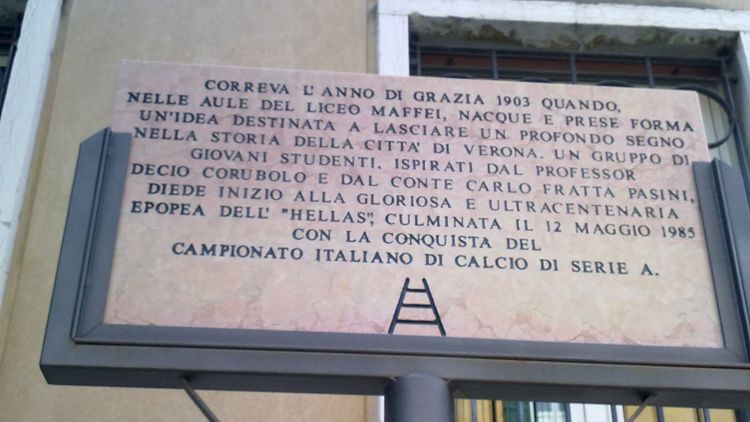 CORREVA L'ANNO DI GRAZIA 1903 QUANDO,
NELLE AULE DEL LICEO MAFFEI, NACQUE E PRESE FORMA
UN'IDEA DESTINATA A LASCIARE UN PROFONDO SEGNO
NELLA STORIA DELLA CITTA' DI VERONA. UN GRUPPO DI
GIOVANI STUDENTI, ISPIRATI DAL PROFESSOR
DECIO CORUBOLO E DAL CONTE CARLO FRATTA PASINI,
DIEDE INIZIO ALLA GLORIOSA E ULTRACENTENARIA
EPOPEA DELL' "HELLAS", CULMINATA IL 12 MAGGIO 1985
CON LA CONQUISTA DEL
CAMPIONATO ITALIANO DI CALCIO DI SERIE A.